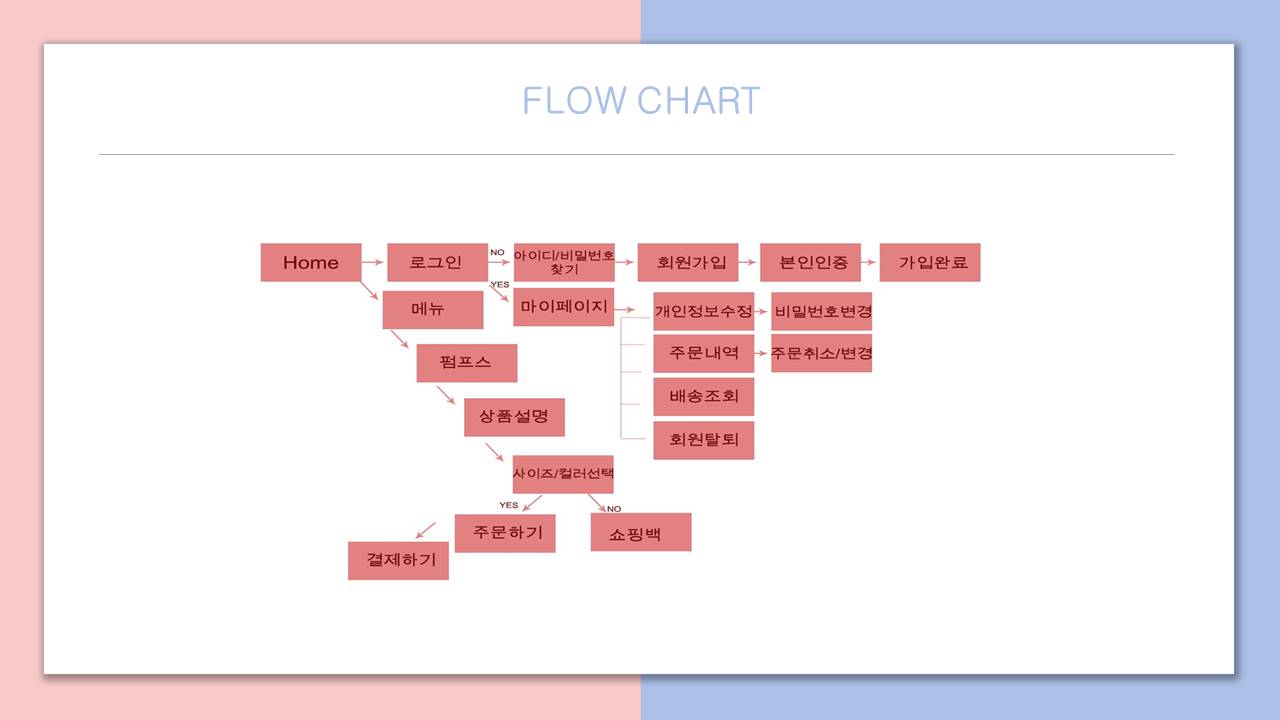 FLOW CHART
Home
로그인
NO
아이디/비밀번호
찾기
회원가입
본인인증
가입완료
YES
메뉴
마이페이지
개인정보수정
비밀번호변경
펌프스
주문내역
주문취소/변경
상품설명
배송조회
회원탈퇴
사이즈/컬러선택
YES
NO
주문하기
쇼핑백
결제하기